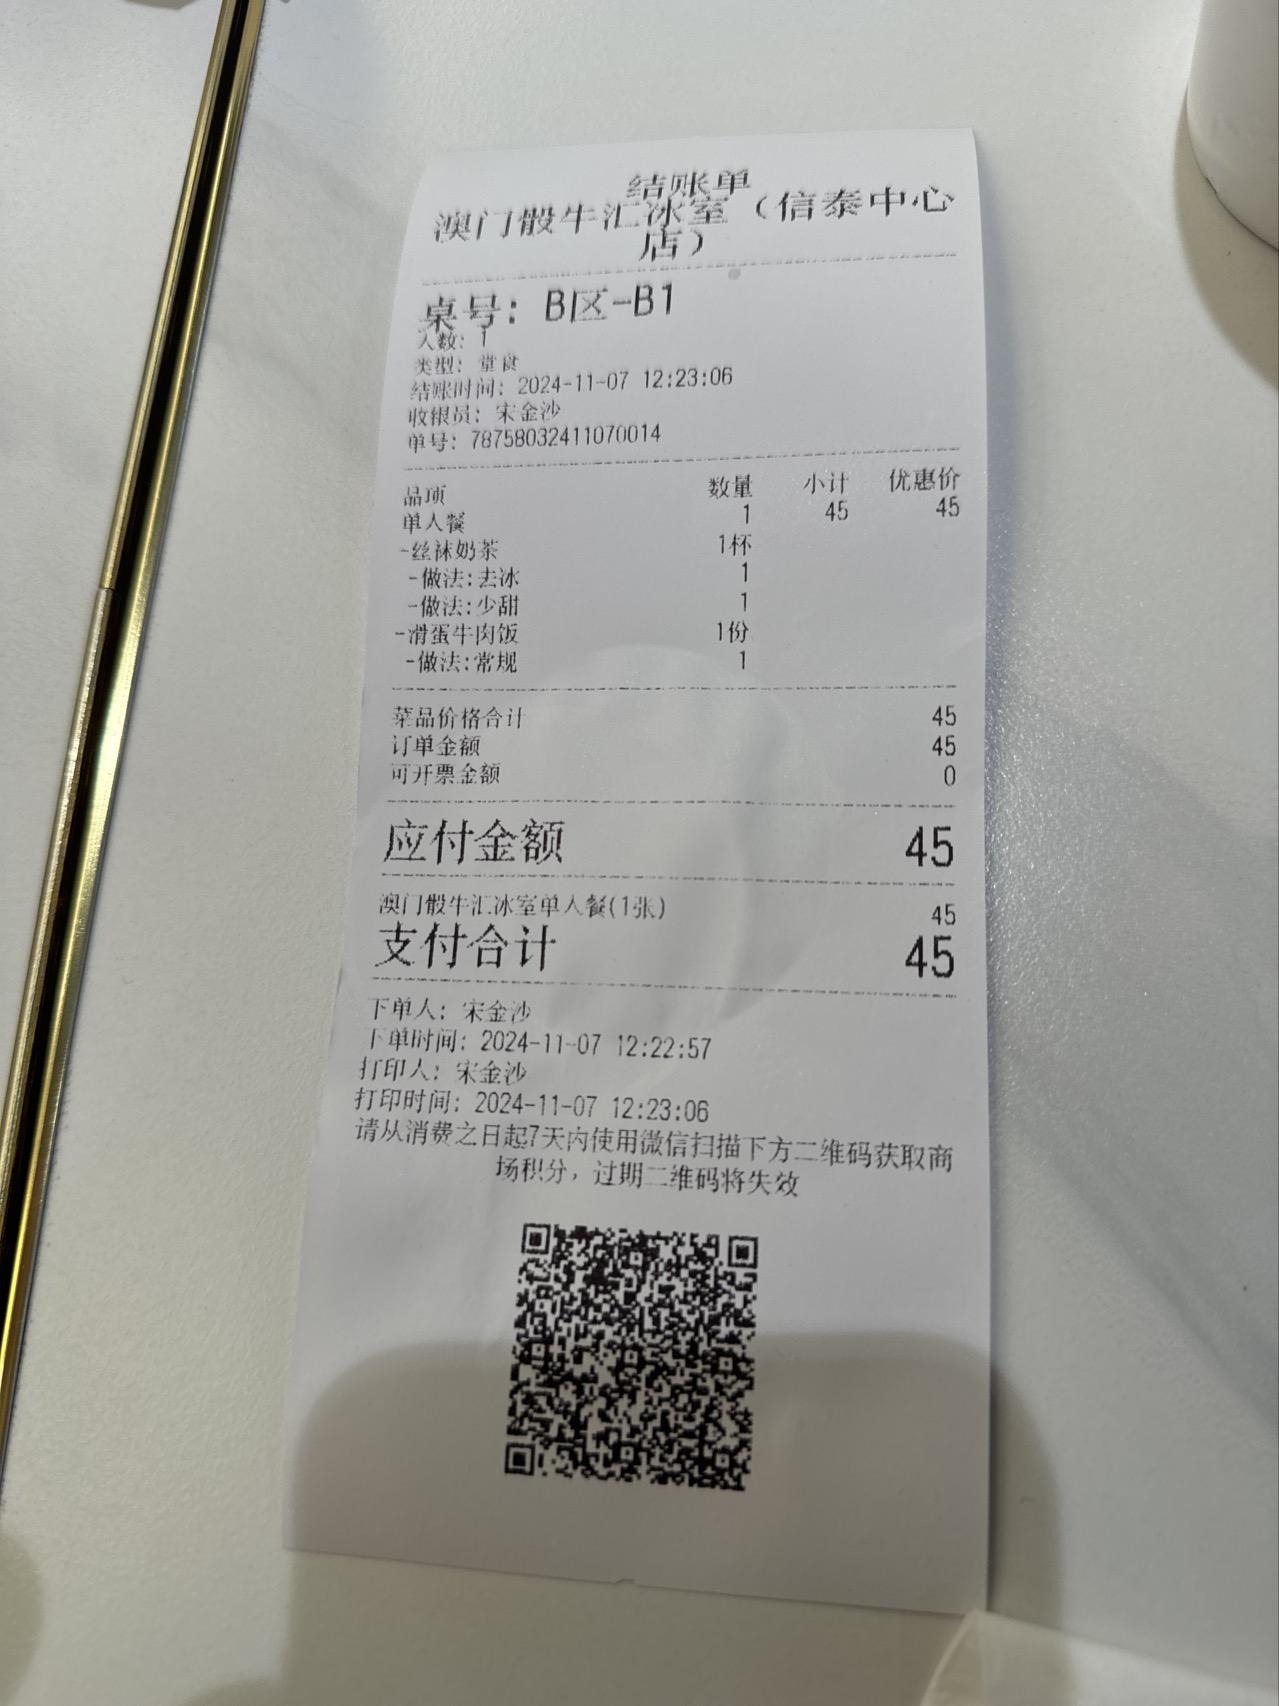 结账单
澳门骰牛汇冰室（信泰中心
店）
桌号：B区-B1
人数：1
类型：堂食
结账时间：2024-11-07 12:23:06
收银员：宋金沙
单号：78758032411070014
品项 数量 小计 优惠价
单人餐 1 45 45
-丝袜奶茶 1杯
-做法:去冰 1
-做法:少甜 1
-滑蛋牛肉饭 1份
-做法:常规 1
菜品价格合计 45
订单金额 45
可开票金额 0
应付金额 45
澳门骰牛汇冰室单人餐(1张) 45
支付合计 45
下单人：宋金沙
下单时间：2024-11-07 12:22:57
打印人：宋金沙
打印时间：2024-11-07 12:23:06
请从消费之日起7天内使用微信扫描下方二维码获取商
场积分，过期二维码将失效